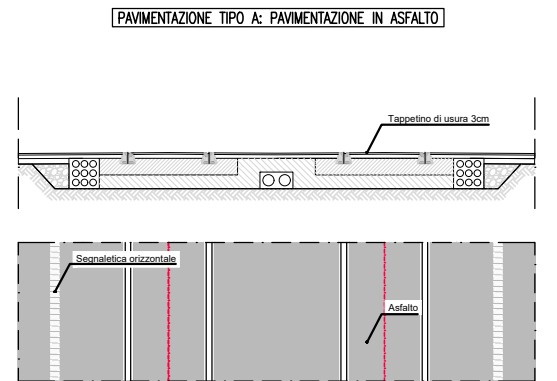 PAVIMENTAZIONE TIPO A: PAVIMENTAZIONE IN ASFALTO
Tappetino di usura 3cm
Segnaletica orizzontale
Asfalto